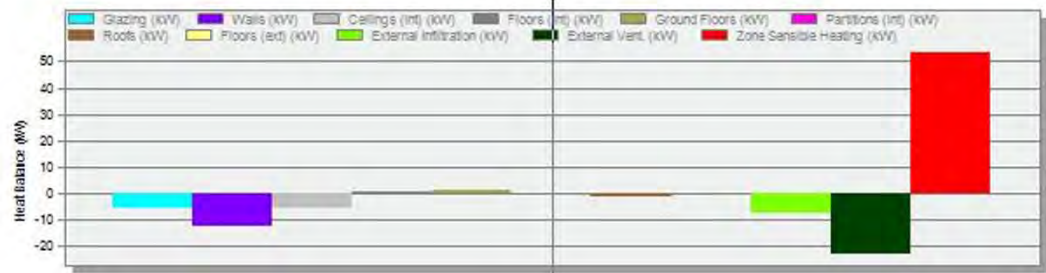 Glazing (kW) Walls (kW) Ceilings (int) (kW) Floors (int) (kW) Ground Floors (kW) Partitions (int) (kW)
Roofs (kW) Floors (ext) (kW) External Infiltration (kW) External Vent. (kW) Zone Sensible Heating (kW)
Heat Balance (kW)
50
40
30
20
10
0
-10
-20